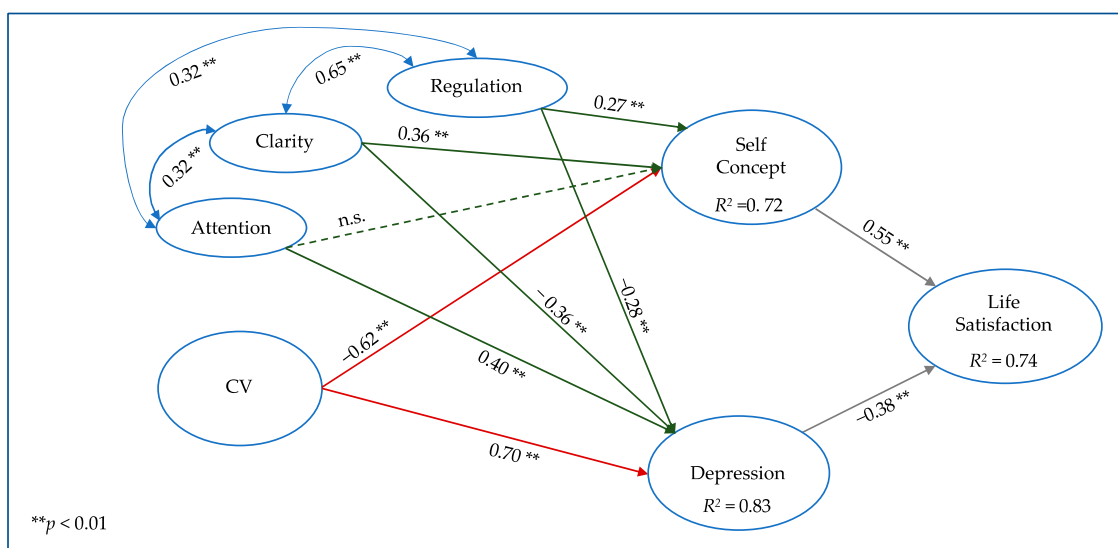 0.32 **
0.65 **
Regulation
0.27 **
Clarity
0.36 **
Self
Concept
R² =0. 72
0.32 **
Attention
n.s.
0.55 **
−0.36 **
−0.28 **
Life
Satisfaction
R² = 0.74
−0.62 **
0.40 **
CV
−0.38 **
0.70 **
Depression
R² = 0.83
**p < 0.01